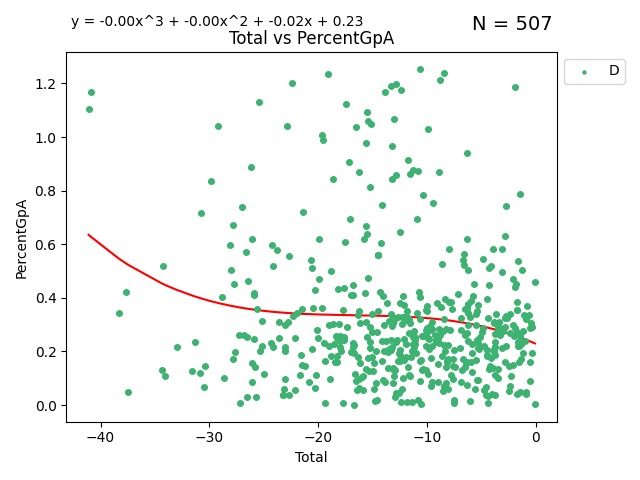 y = -0.00x^3 + -0.00x^2 + -0.02x + 0.23
N = 507
Total vs PercentGpA
D
PercentGpA
1.2
1.0
0.8
0.6
0.4
0.2
0.0
−40
−30
−20
−10
0
Total